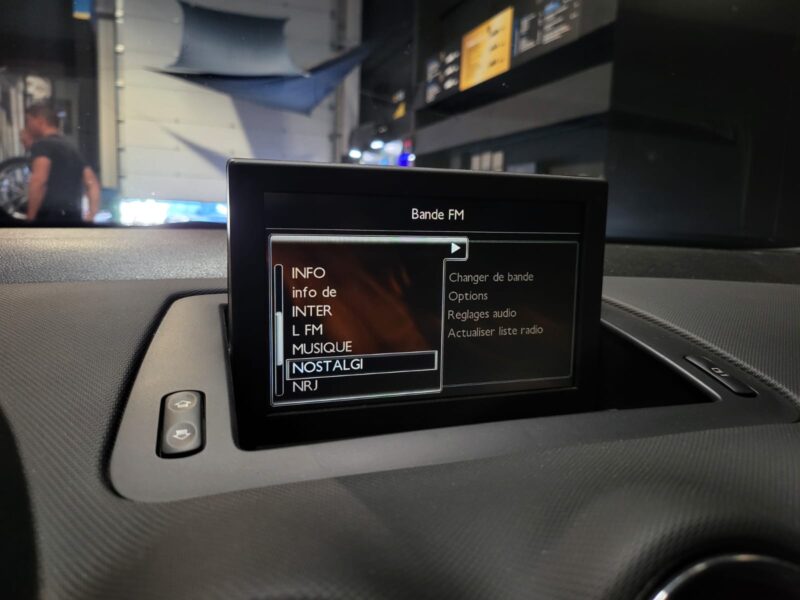 Bande FM
INFO
info de
INTER
L FM
MUSIQUE
NOSTALGI
NRJ
Changer de bande
Options
Reglages audio
Actualiser liste radio